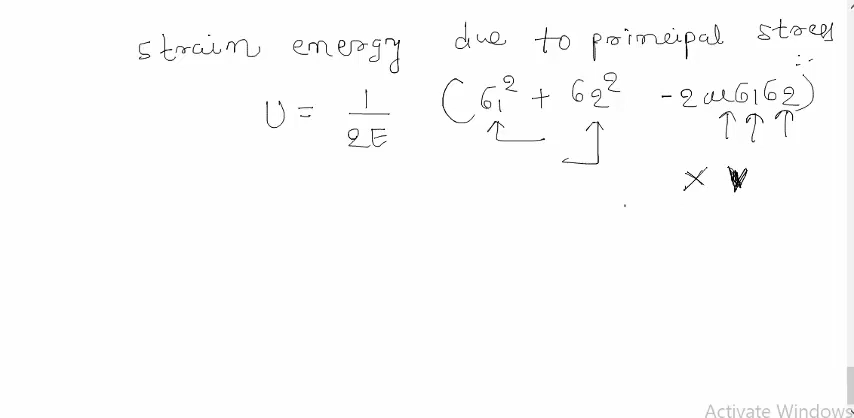 strain energy due to principal stress :-
U = 1/2E (σ1² + σ2² - 2μσ1σ2)
× V
Activate Windows